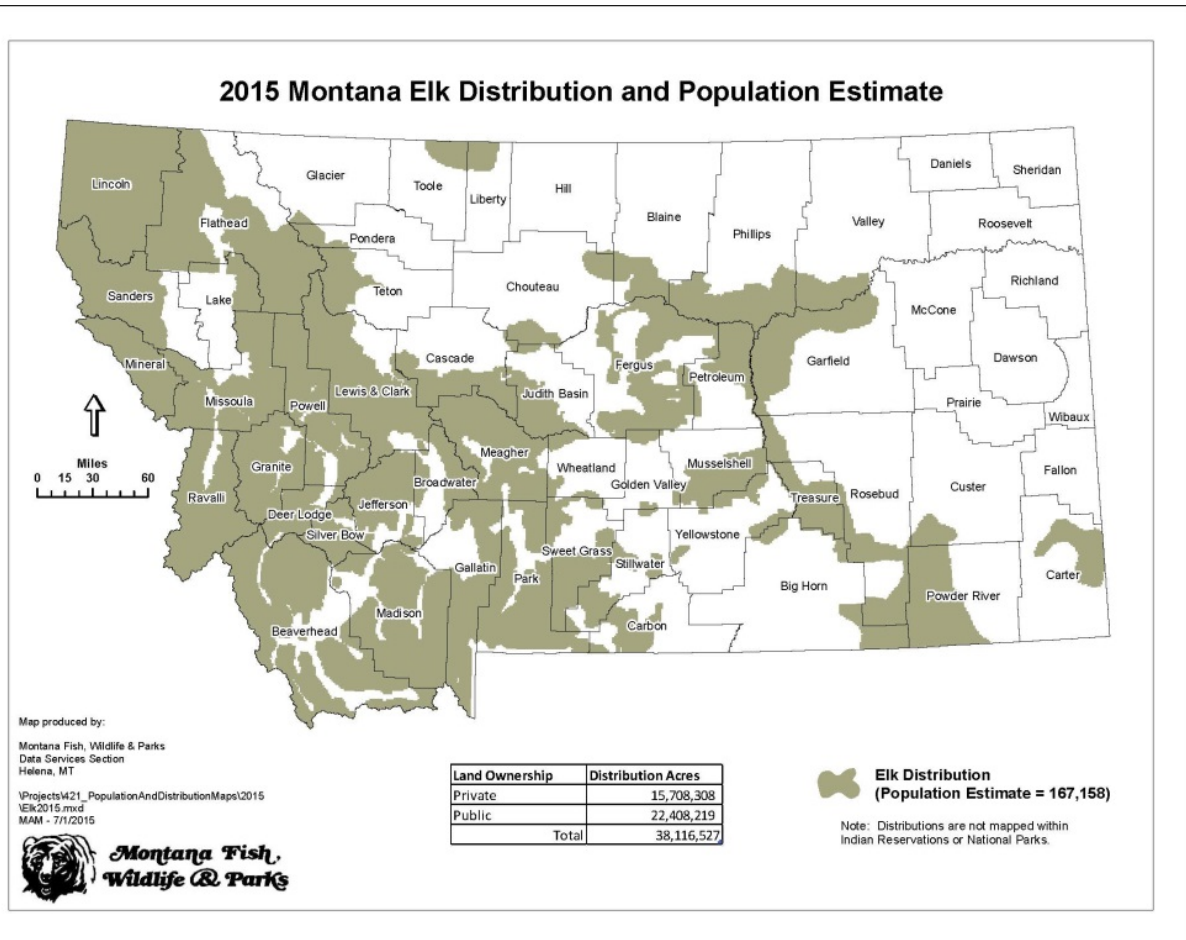 2015 Montana Elk Distribution and Population Estimate
Daniels
Sheridan
Glacier
Toole
Liberty
Hill
Blaine
Phillips
Valley
Roosevelt
Lincoln
Flathead
Pondera
Richland
Sanders
Lake
Teton
Chouteau
McCone
Mineral
Cascade
Fergus
Petroleum
Garfield
Dawson
Missoula
Powell
Lewis & Clark
Judith Basin
Prairie
Wibaux
Miles
0 15 30 60
Granite
Meagher
Wheatland
Musselshell
Fallon
Ravalli
Broadwater
Golden Valley
Treasure
Rosebud
Custer
Deer Lodge
Jefferson
Silver Bow
Yellowstone
Gallatin
Park
Sweet Grass
Stillwater
Big Horn
Carter
Powder River
Madison
Beaverhead
Carbon
Map produced by:
Montana Fish, Wildlife & Parks
Data Services Section
Helena, MT
\Projects\421_PopulationAndDistributionMaps\2015
\Elk2015.mxd
MAM - 7/1/2015
Montana Fish,
Wildlife & Parks
Land Ownership Distribution Acres
Private 15,708,308
Public 22,408,219
Total 38,116,527
Elk Distribution
(Population Estimate = 167,158)
Note: Distributions are not mapped within
Indian Reservations or National Parks.